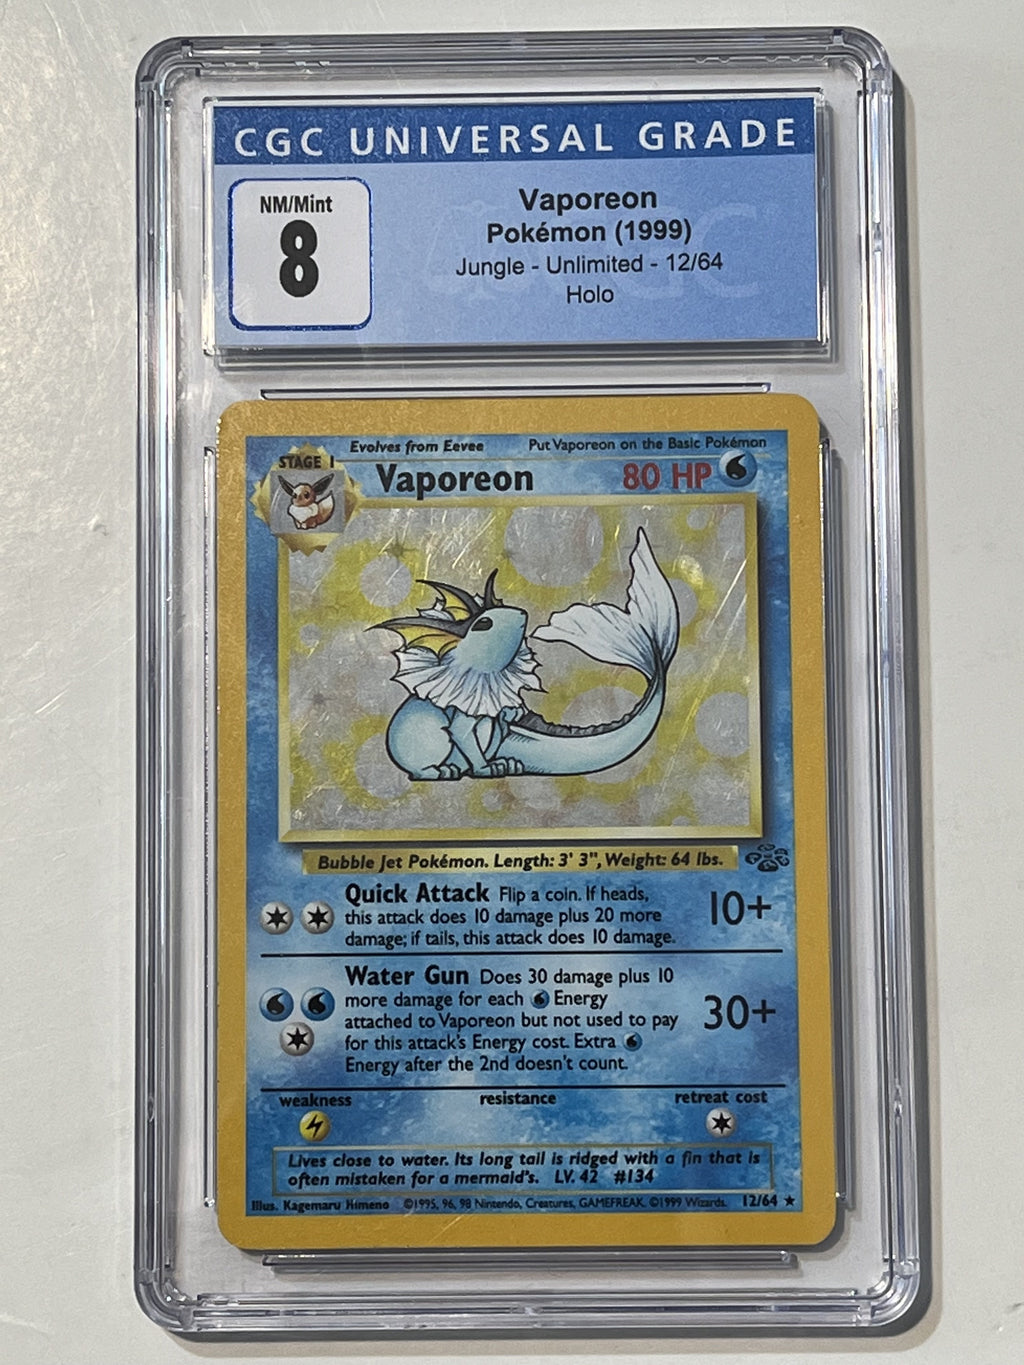 CGC UNIVERSAL GRADE
NM/Mint
8
Vaporeon
Pokémon (1999)
Jungle - Unlimited - 12/64
Holo
Evolves from Eevee Put Vaporeon on the Basic Pokémon
STAGE 1
Vaporeon 80 HP
Bubble Jet Pokémon. Length: 3' 3", Weight: 64 lbs.
Quick Attack Flip a coin. If heads,
this attack does 10 damage plus 20 more
damage; if tails, this attack does 10 damage.
10+
Water Gun Does 30 damage plus 10
more damage for each Energy
attached to Vaporeon but not used to pay
for this attack's Energy cost. Extra
Energy after the 2nd doesn't count.
30+
weakness resistance retreat cost
Lives close to water. Its long tail is ridged with a fin that is
often mistaken for a mermaid's. LV. 42 #134
Illus. Kagemaru Himeno ©1995, 96, 98 Nintendo, Creatures, GAMEFREAK. ©1999 Wizards. 12/64 ★